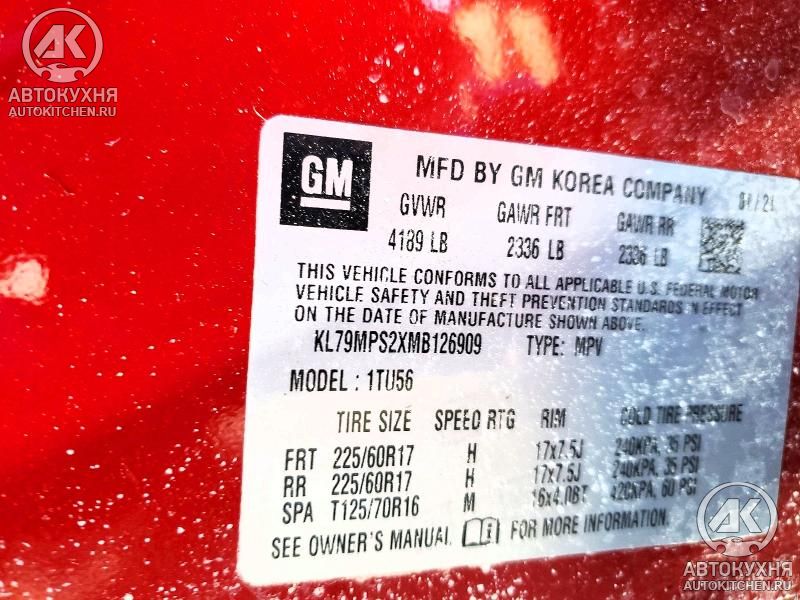 AK
АВТОКУХНЯ
AUTOKITCHEN.RU
GM
MFD BY GM KOREA COMPANY
GVWR GAWR FRT GAWR RR
4189 LB 2336 LB 2336 LB
THIS VEHICLE CONFORMS TO ALL APPLICABLE U.S. FEDERAL MOTOR
VEHICLE SAFETY AND THEFT PREVENTION STANDARDS IN EFFECT
ON THE DATE OF MANUFACTURE SHOWN ABOVE.
KL79MPS2XMB126909 TYPE: MPV
MODEL : 1TU56
TIRE SIZE SPEED RTG RIM COLD TIRE PRESSURE
FRT 225/60R17 H 17x7.5J 240KPA, 35 PSI
RR 225/60R17 H 17x7.5J 240KPA, 35 PSI
SPA T125/70R16 M 16x4.0BT 420KPA, 60 PSI
SEE OWNER'S MANUAL FOR MORE INFORMATION.
AK
АВТОКУХНЯ
AUTOKITCHEN.RU